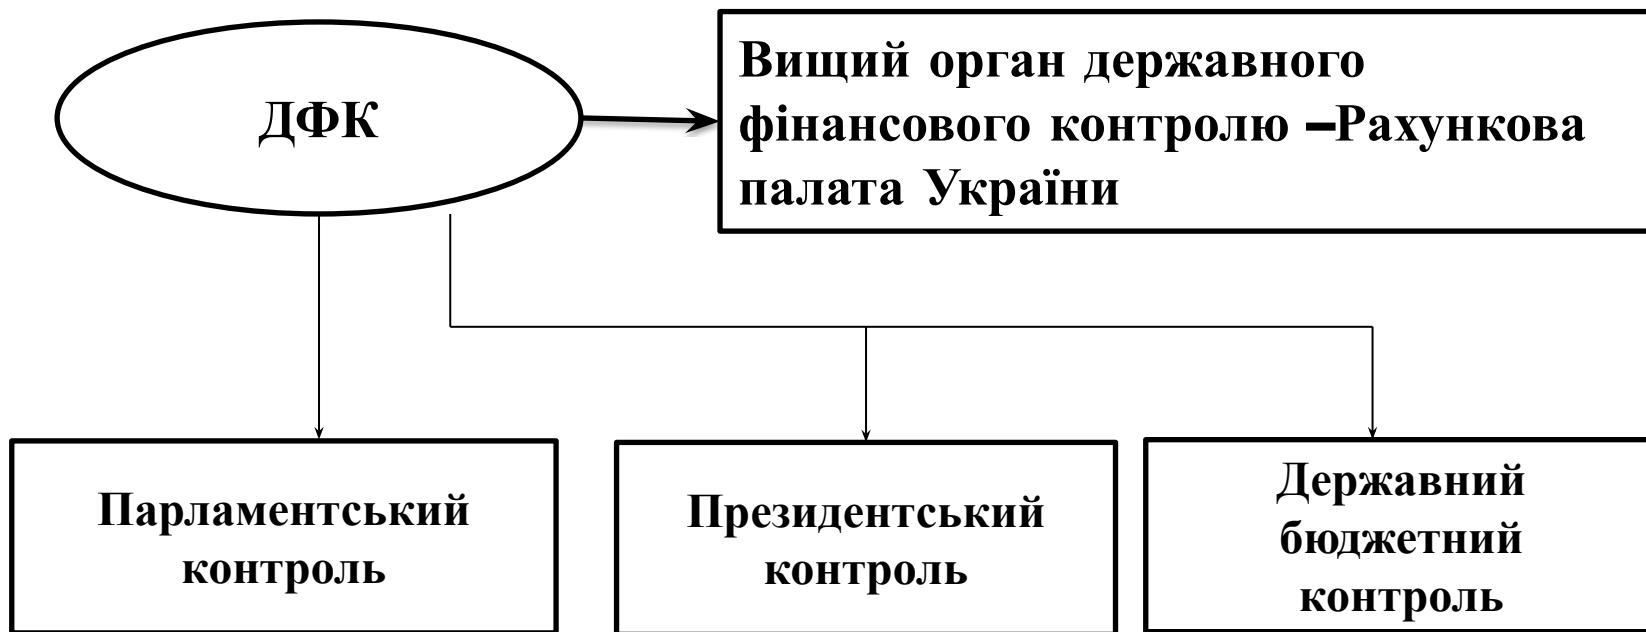 ДФК
Вищий орган державного
фінансового контролю –Рахункова
палата України
Парламентський
контроль
Президентський
контроль
Державний
бюджетний
контроль